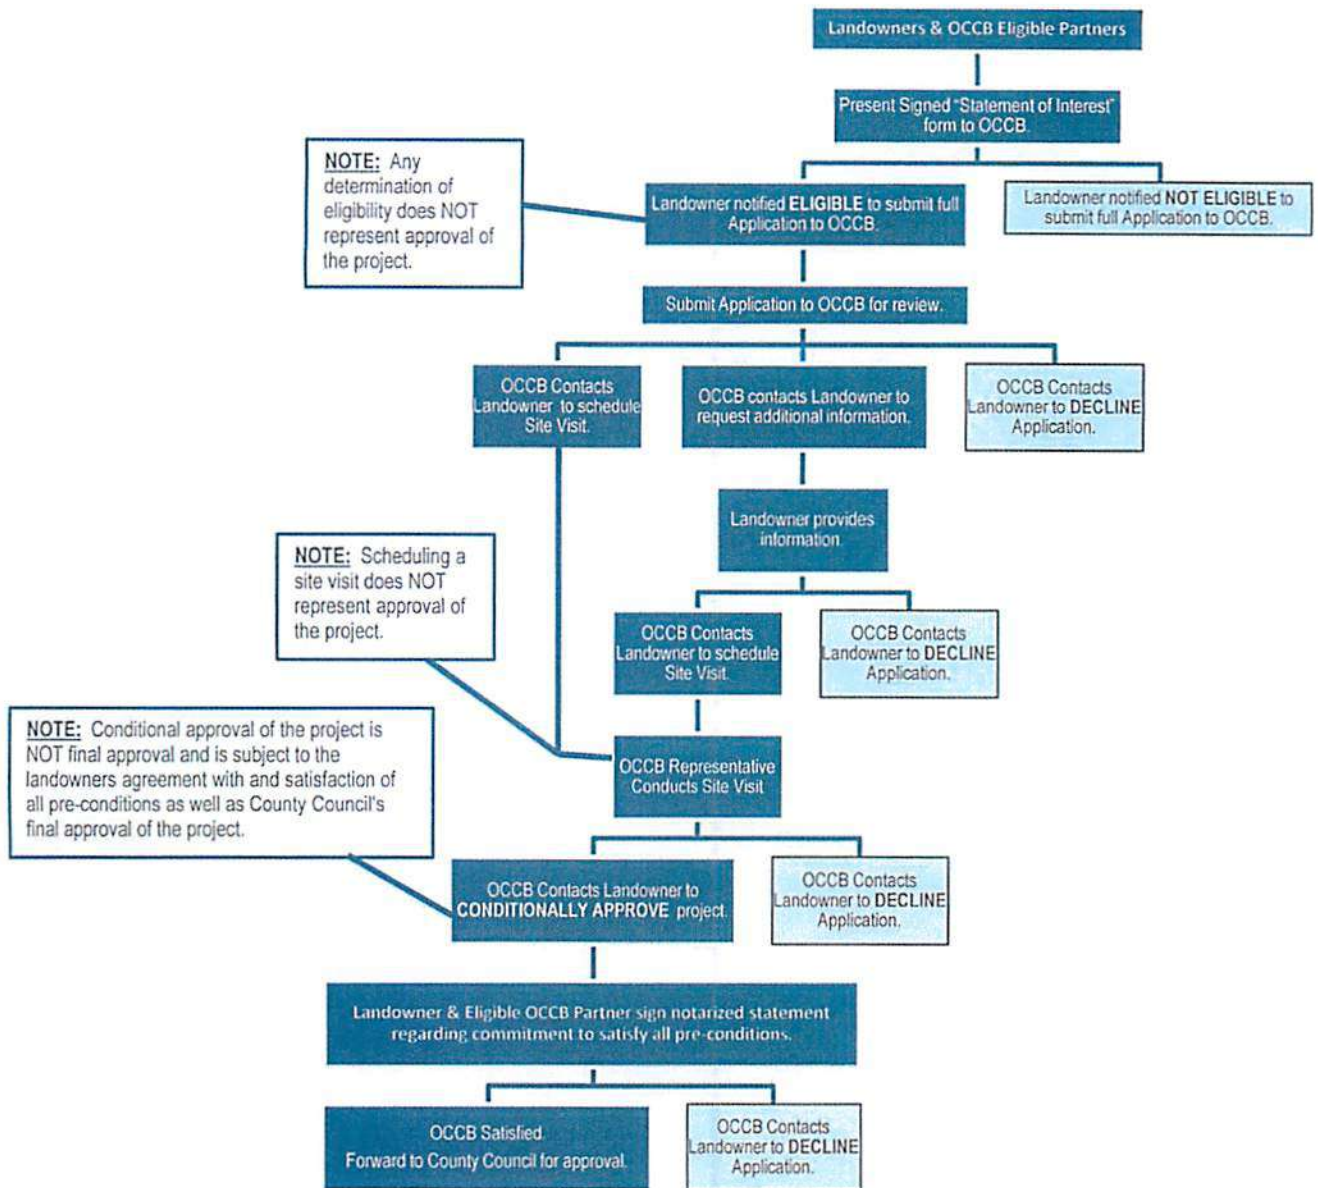 Landowners & OCCB Eligible Partners
Present Signed "Statement of Interest"
form to OCCB.
NOTE: Any
determination of
eligibility does NOT
represent approval of
the project.
Landowner notified ELIGIBLE to submit full
Application to OCCB.
Landowner notified NOT ELIGIBLE to
submit full Application to OCCB.
Submit Application to OCCB for review.
OCCB Contacts
Landowner to schedule
Site Visit.
OCCB contacts Landowner to
request additional information.
OCCB Contacts
Landowner to DECLINE
Application.
Landowner provides
information.
NOTE: Scheduling a
site visit does NOT
represent approval of
the project.
OCCB Contacts
Landowner to schedule
Site Visit.
OCCB Contacts
Landowner to DECLINE
Application.
NOTE: Conditional approval of the project is
NOT final approval and is subject to the
landowners agreement with and satisfaction of
all pre-conditions as well as County Council's
final approval of the project.
OCCB Representative
Conducts Site Visit
OCCB Contacts Landowner to
CONDITIONALLY APPROVE project.
OCCB Contacts
Landowner to DECLINE
Application.
Landowner & Eligible OCCB Partner sign notarized statement
regarding commitment to satisfy all pre-conditions.
OCCB Satisfied.
Forward to County Council for approval.
OCCB Contacts
Landowner to DECLINE
Application.